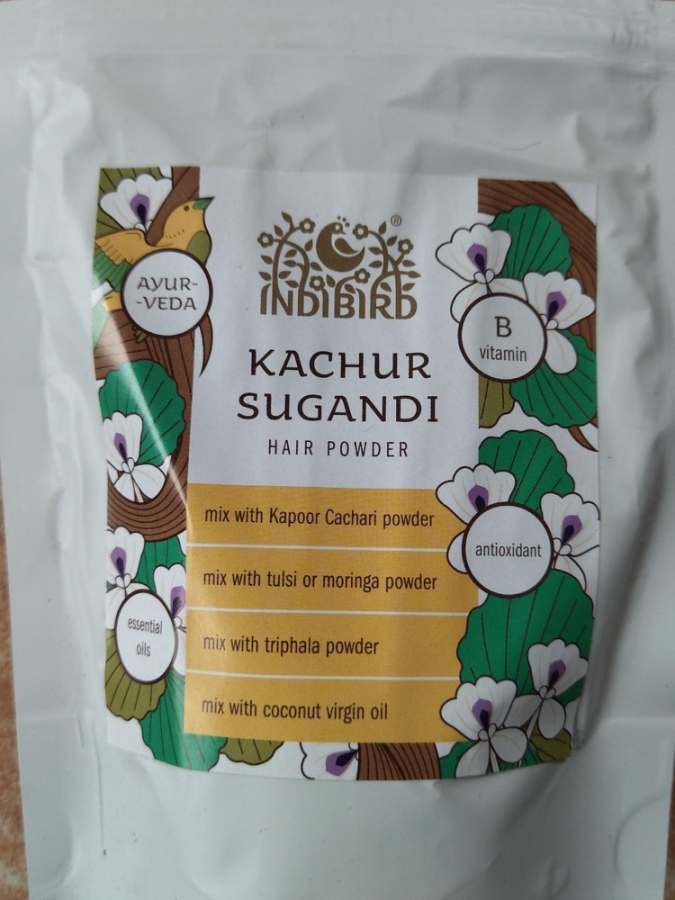 INDIBIRD
®
KACHUR
SUGANDI
HAIR POWDER
AYUR-
-VEDA
B
vitamin
mix with Kapoor Cachari powder
antioxidant
mix with tulsi or moringa powder
essential
oils
mix with triphala powder
mix with coconut virgin oil